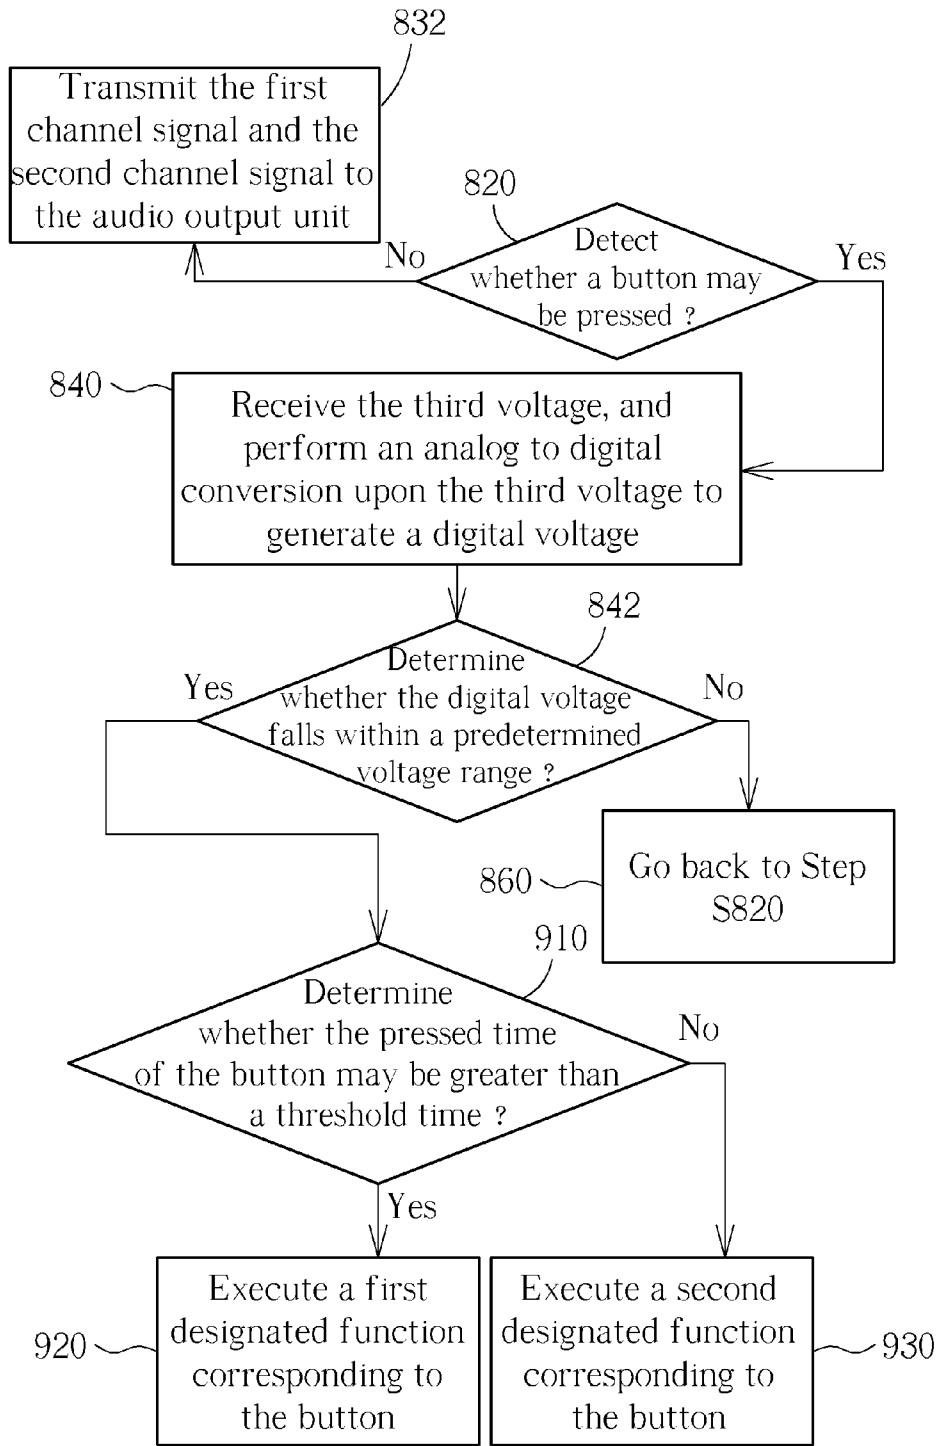 832
Transmit the first
channel signal and the
second channel signal to
the audio output unit
820
No
Detect
whether a button may
be pressed ?
Yes
840
Receive the third voltage, and
perform an analog to digital
conversion upon the third voltage to
generate a digital voltage
842
Yes
Determine
whether the digital voltage
falls within a predetermined
voltage range ?
No
860
Go back to Step
S820
910
Determine
whether the pressed time
of the button may be greater than
a threshold time ?
No
Yes
920
Execute a first
designated function
corresponding to
the button
Execute a second
designated function
corresponding to
the button
930